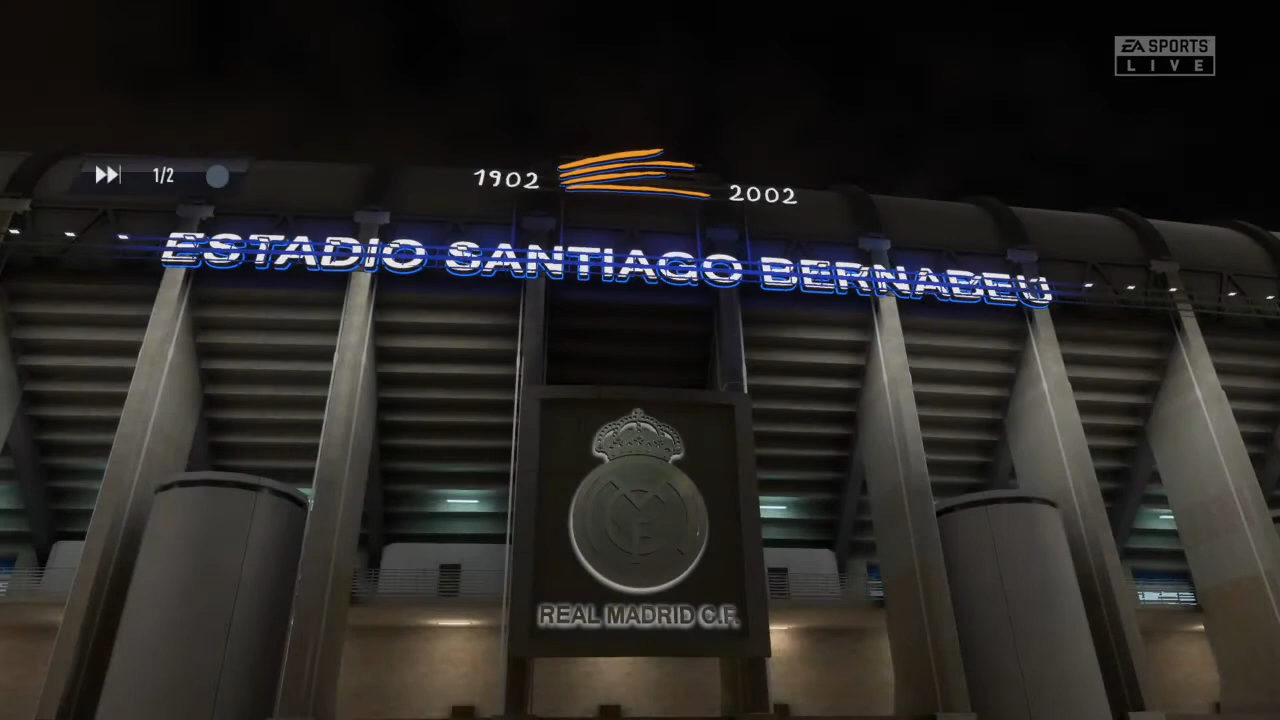 EA SPORTS
LIVE
1/2
1902
2002
ESTADIO SANTIAGO BERNABEU
REAL MADRID C.F.